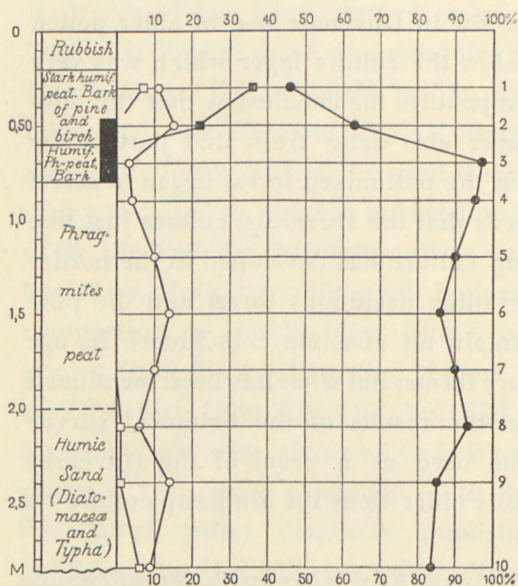 10 20 30 40 50 60 70 80 90 100%
0
Rubbish
Stark humif.
peat. Bark
of pine
and
birch
0,50
Humif.
Ph-peat,
Bark
1,0
Phrag-
mites
1,5
peat
2,0
Humic
Sand
(Diato-
2,5
macea
and
Typha)
M
1
2
3
4
5
6
7
8
9
10
10 20 30 40 50 60 70 80 90 100%